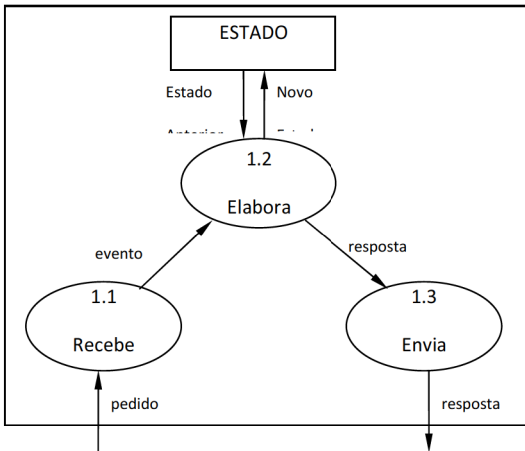 ESTADO
Estado
Novo
1.2
Elabora
evento
resposta
1.1
Recebe
1.3
Envia
pedido
resposta